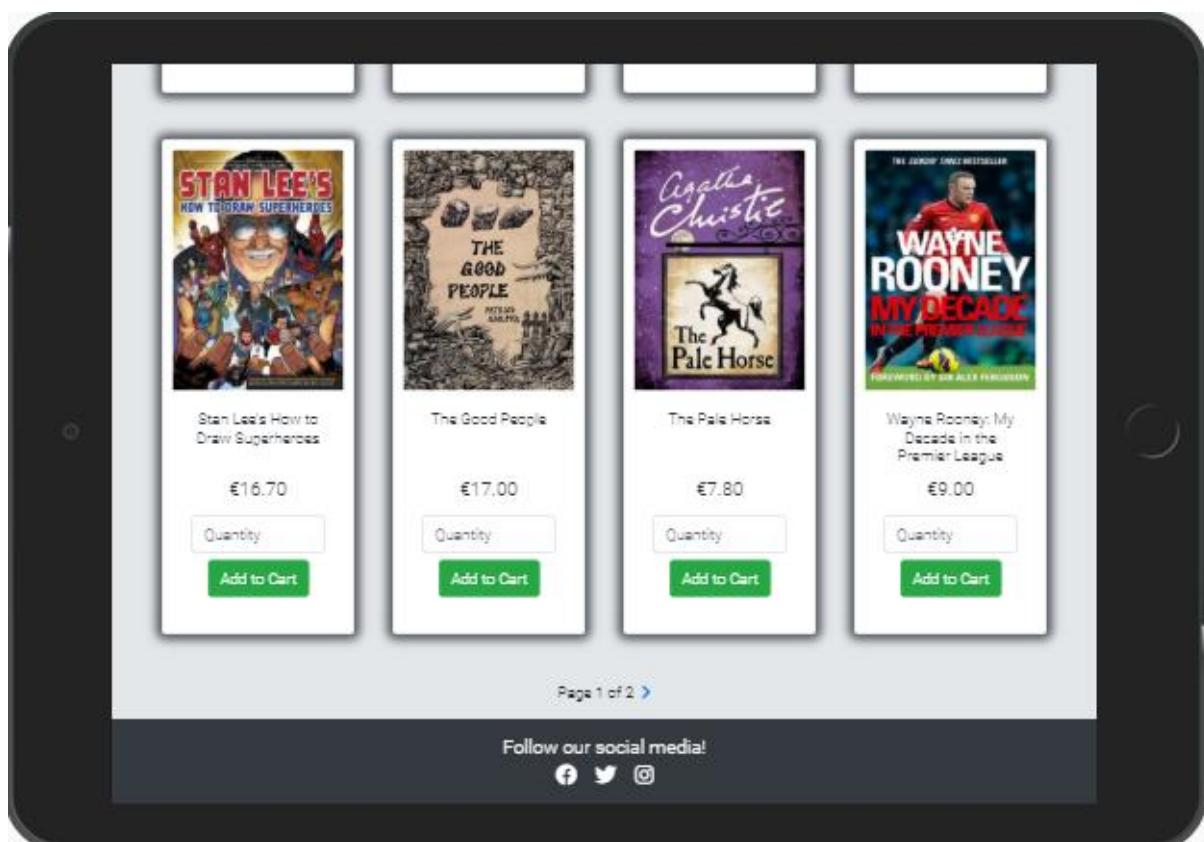 STAN LEE'S
HOW TO DRAW SUPERHEROES
THE
GOOD
PEOPLE
Agatha
Christie
The
Pale Horse
THE SUNDAY TIMES BESTSELLER
WAYNE
ROONEY
MY DECADE
IN THE PREMIER LEAGUE
FOREWORD BY SIR ALEX FERGUSON
Stan Lee's How to
Draw Superheroes
€16.70
Quantity
Add to Cart
The Good People
€17.00
Quantity
Add to Cart
The Pale Horse
€7.80
Quantity
Add to Cart
Wayne Rooney: My
Decade in the
Premier League
€9.00
Quantity
Add to Cart
Page 1 of 2
Follow our social media!